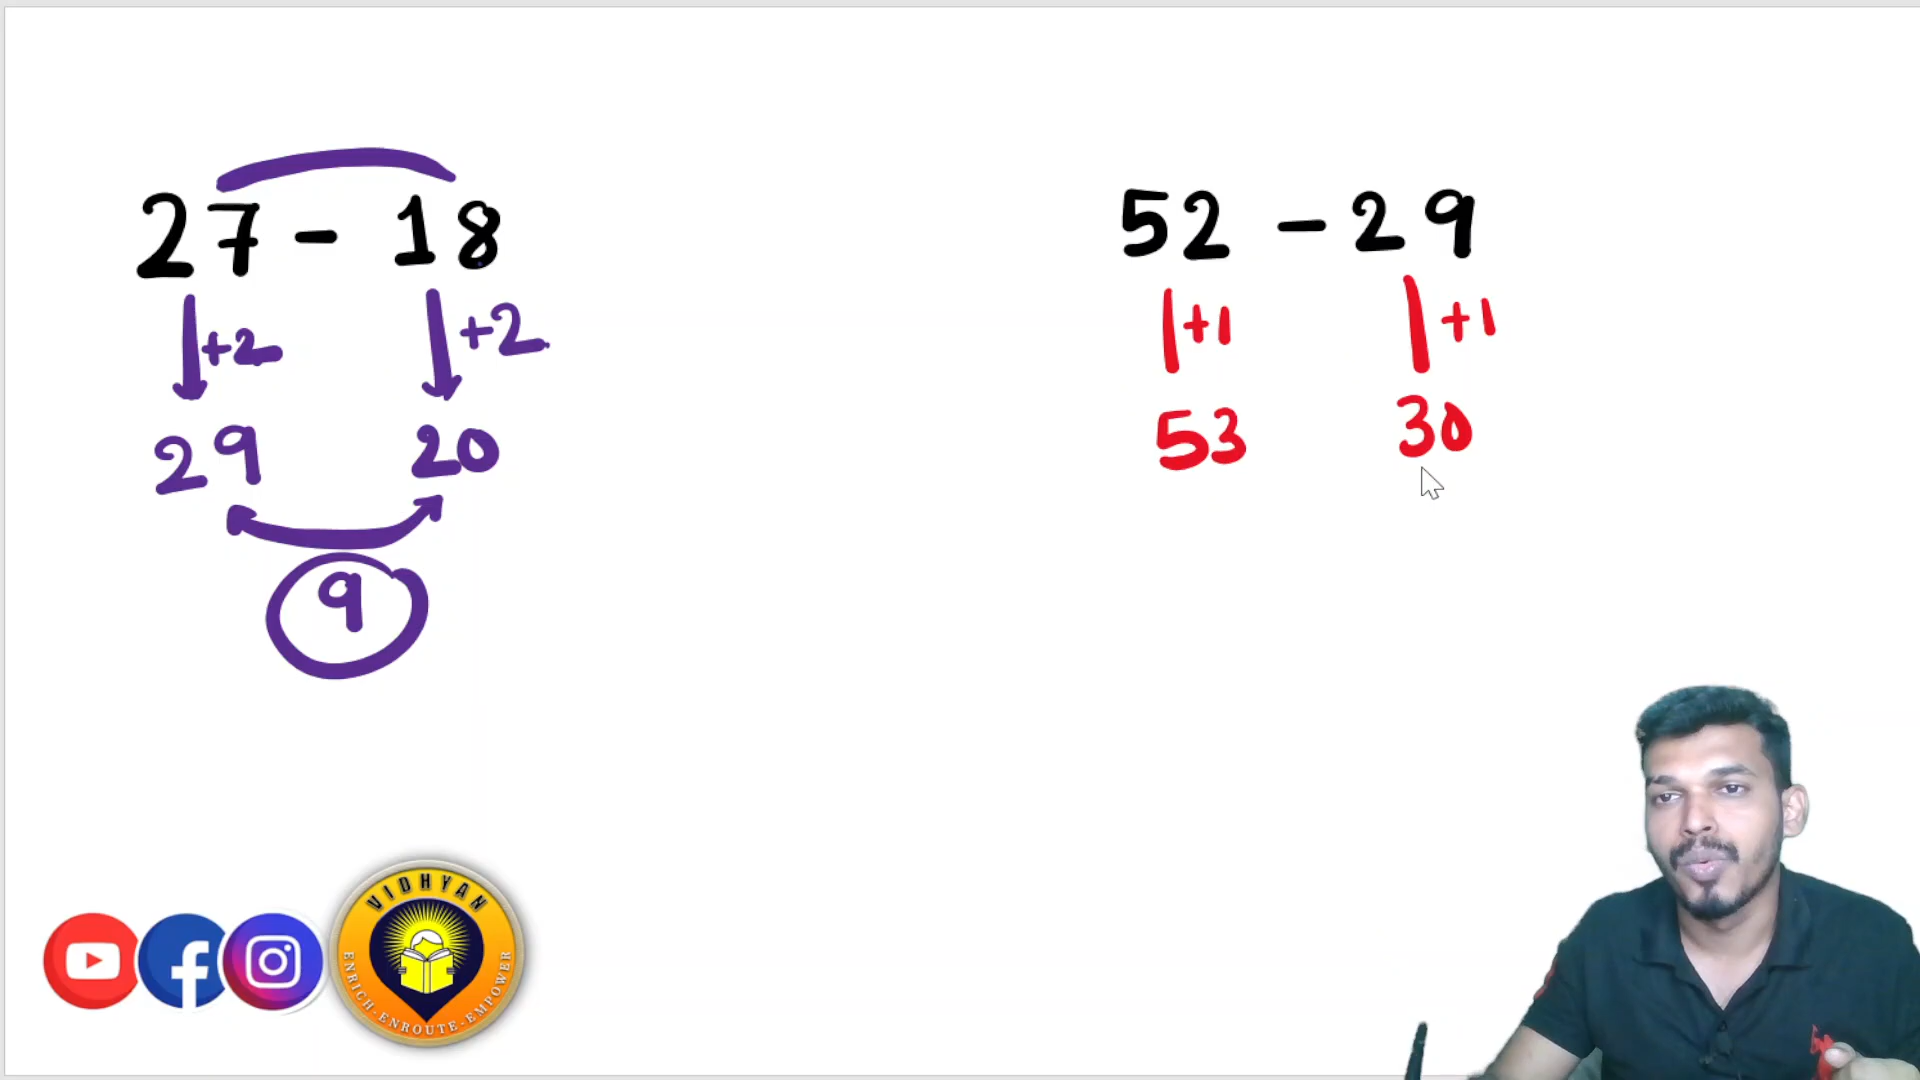 27 - 18
+2 +2
29 20
9
52 - 29
+1 +1
53 30
VIDHYAN
ENRICH-ENROUTE-EMPOWER